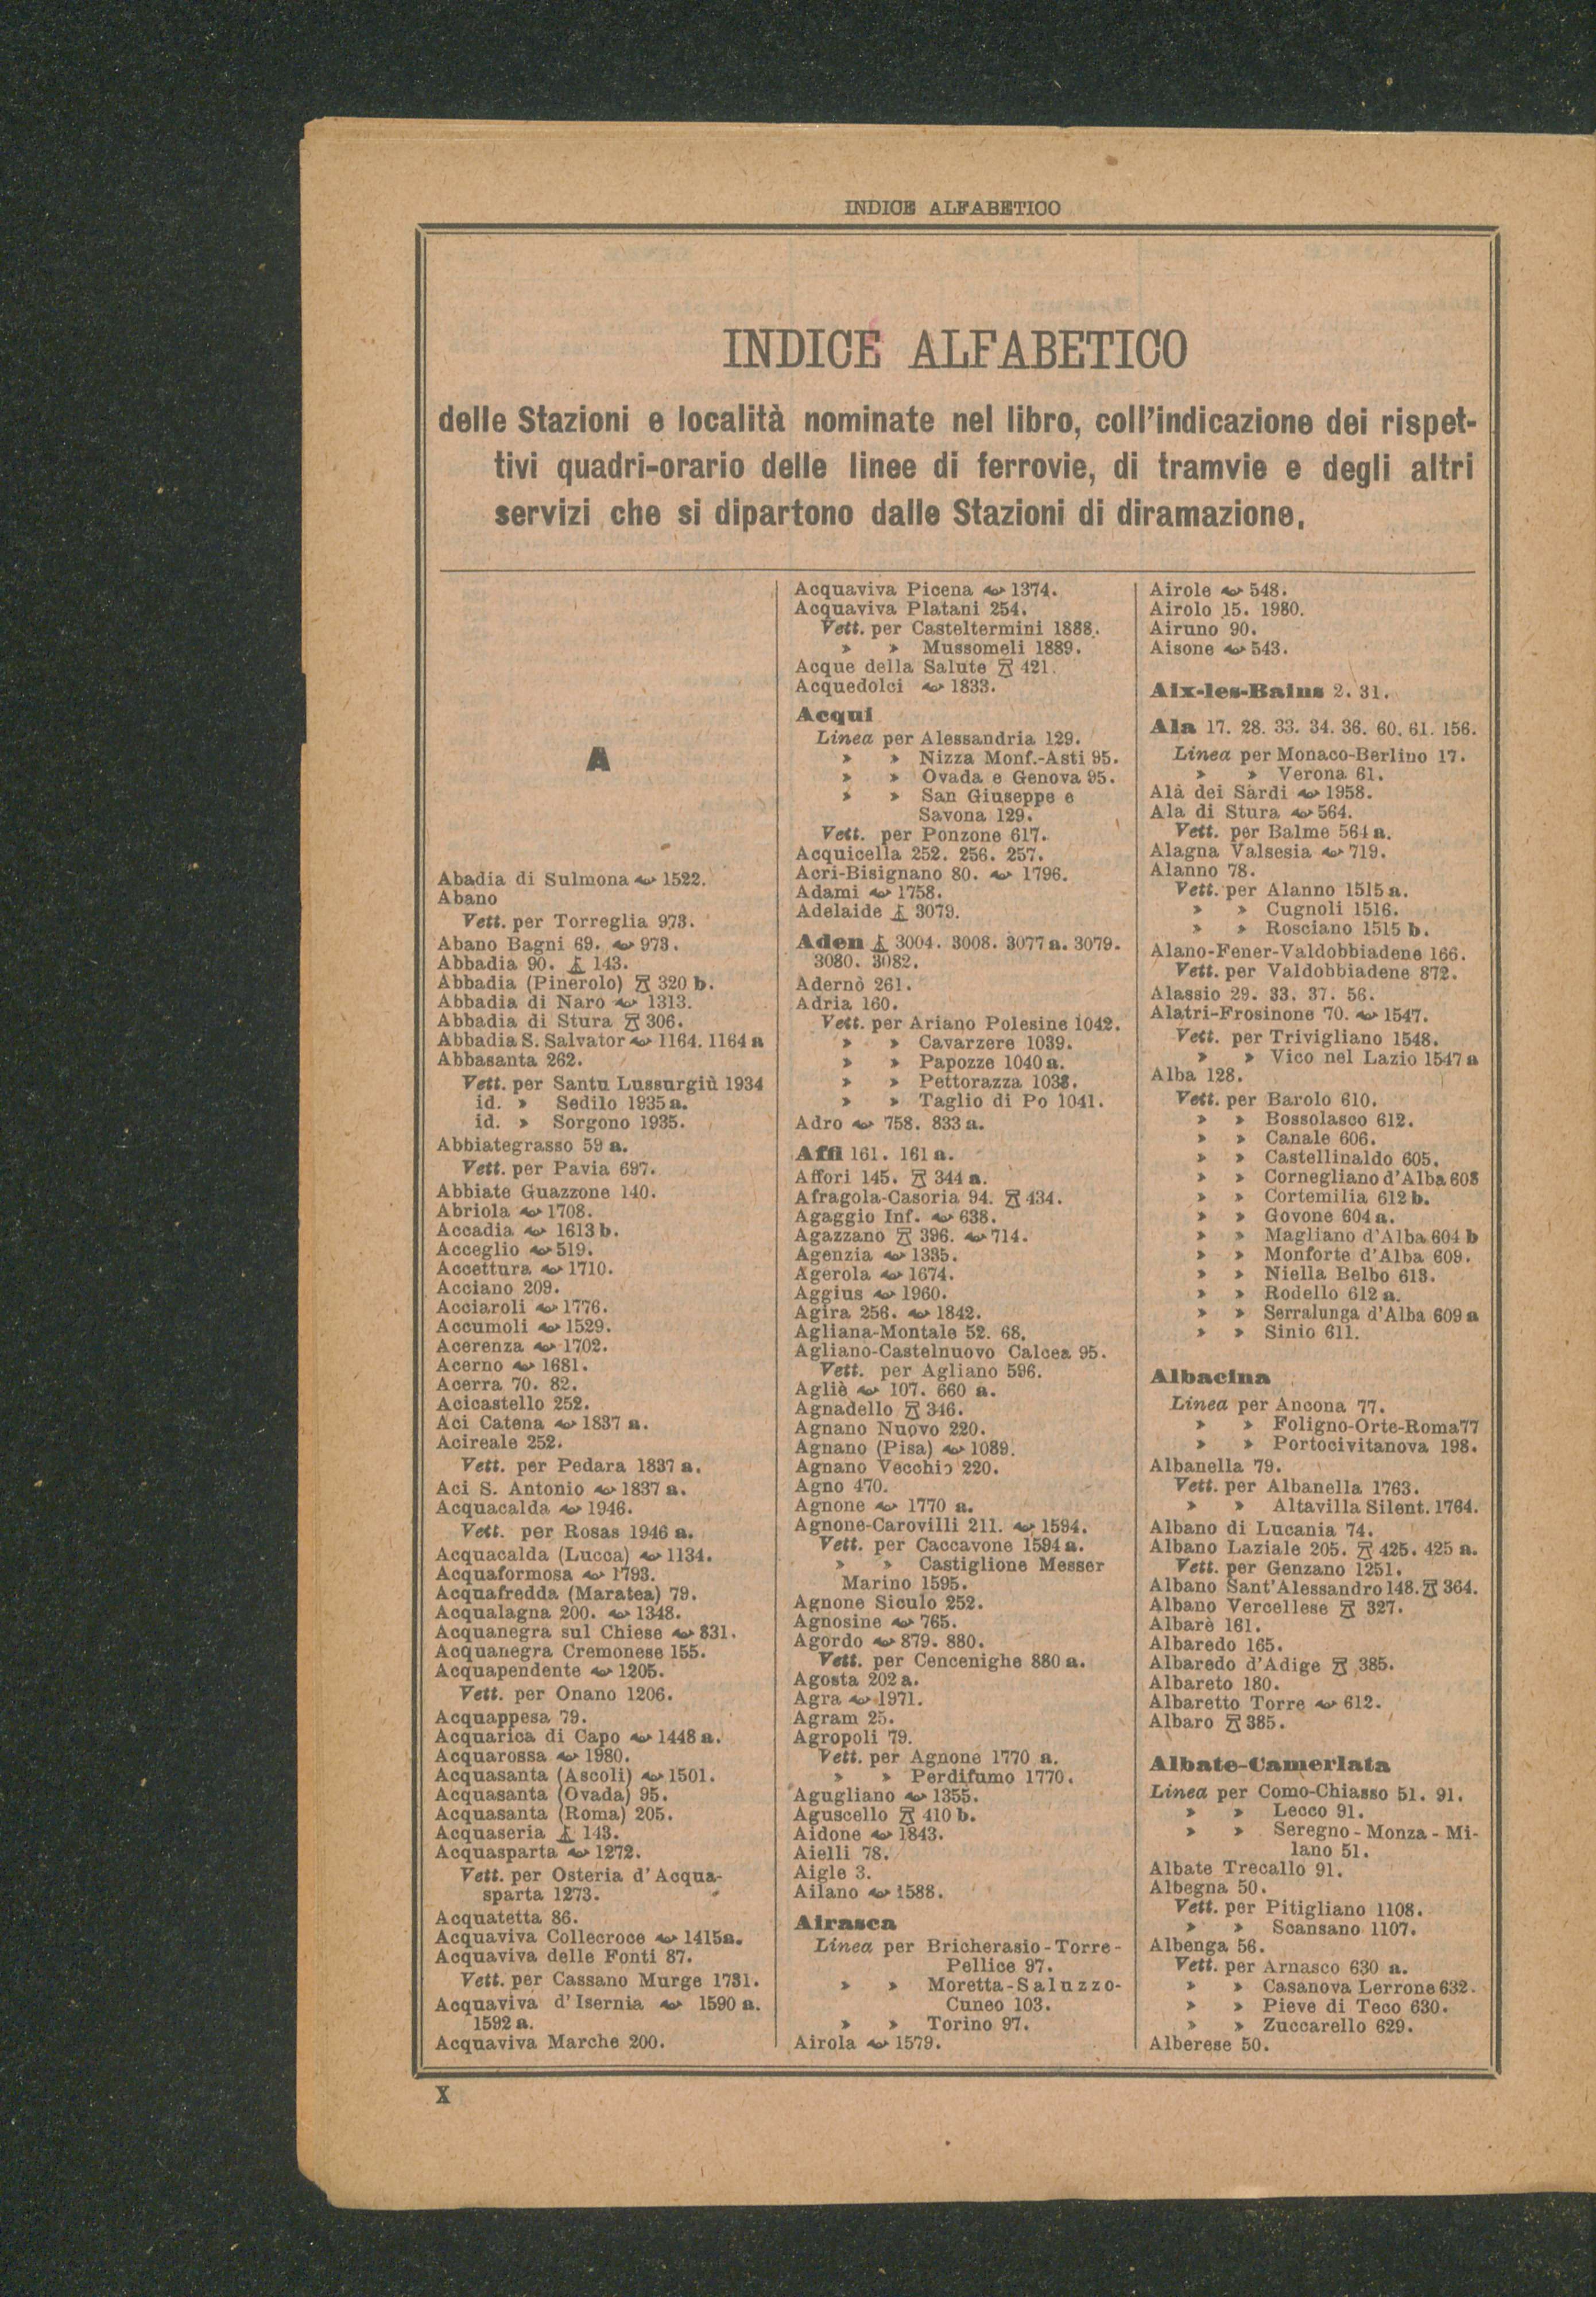 INDICE ALFABETICO
INDICE ALFABETICO
delle Stazioni e località nominate nel libro, coll'indicazione dei rispet-
tivi quadri-orario delle linee di ferrovie, di tramvie e degli altri
servizi che si dipartono dalle Stazioni di diramazione.
A
Abadia di Sulmona 1522.
Abano
Vett. per Torreglia 973.
Abano Bagni 69. 973.
Abbadia 90. 143.
Abbadia (Pinerolo) 320 b.
Abbadia di Naro 1313.
Abbadia di Stura 306.
Abbadia S. Salvator 1164. 1164 a
Abbasanta 262.
Vett. per Santu Lussurgiù 1934
id. » Sedilo 1935 a.
id. » Sorgono 1935.
Abbiategrasso 59 a.
Vett. per Pavia 697.
Abbiate Guazzone 140.
Abriola 1708.
Accadia 1613 b.
Acceglio 519.
Accettura 1710.
Acciano 209.
Acciaroli 1776.
Accumoli 1529.
Acerenza 1702.
Acerno 1681.
Acerra 70. 82.
Acicastello 252.
Aci Catena 1837 a.
Acireale 252.
Vett. per Pedara 1837 a.
Aci S. Antonio 1837 a.
Acquacalda 1946.
Vett. per Rosas 1946 a.
Acquacalda (Lucca) 1134.
Acquaformosa 1793.
Acquafredda (Maratea) 79.
Acqualagna 200. 1348.
Acquanegra sul Chiese 831.
Acquanegra Cremonese 155.
Acquapendente 1205.
Vett. per Onano 1206.
Acquappesa 79.
Acquarica di Capo 1448 a.
Acquarossa 1980.
Acquasanta (Ascoli) 1501.
Acquasanta (Ovada) 95.
Acquasanta (Roma) 205.
Acquaseria 143.
Acquasparta 1272.
Vett. per Osteria d'Acqua-
sparta 1273.
Acquatetta 86.
Acquaviva Collecroce 1415a.
Acquaviva delle Fonti 87.
Vett. per Cassano Murge 1731.
Acquaviva d'Isernia 1590 a.
1592 a.
Acquaviva Marche 200.
Acquaviva Picena 1374.
Acquaviva Platani 254.
Vett. per Casteltermini 1888.
» » Mussomeli 1889.
Acque della Salute 421.
Acquedolci 1833.
Acqui
Linea per Alessandria 129.
» » Nizza Monf.-Asti 95.
» » Ovada e Genova 95.
» » San Giuseppe e
Savona 129.
Vett. per Ponzone 617.
Acquicella 252. 256. 257.
Acri-Bisignano 80. 1796.
Adami 1758.
Adelaide 3079.
Aden 3004. 3008. 3077 a. 3079.
3080. 3082.
Adernò 261.
Adria 160.
Vett. per Ariano Polesine 1042.
» » Cavarzere 1039.
» » Papozze 1040 a.
» » Pettorazza 1038.
» » Taglio di Po 1041.
Adro 758. 833 a.
Affi 161. 161 a.
Affori 145. 344 a.
Afragola-Casoria 94. 434.
Agaggio Inf. 638.
Agazzano 396. 714.
Agenzia 1335.
Agerola 1674.
Aggius 1960.
Agira 256. 1842.
Agliana-Montale 52. 68.
Agliano-Castelnuovo Calcea 95.
Vett. per Agliano 596.
Agliè 107. 660 a.
Agnadello 346.
Agnano Nuovo 220.
Agnano (Pisa) 1089.
Agnano Vecchio 220.
Agno 470.
Agnone 1770 a.
Agnone-Carovilli 211. 1594.
Vett. per Caccavone 1594 a.
» » Castiglione Messer
Marino 1595.
Agnone Siculo 252.
Agnosine 765.
Agordo 879. 880.
Vett. per Cencenighe 880 a.
Agosta 202 a.
Agra 1971.
Agram 25.
Agropoli 79.
Vett. per Agnone 1770 a.
» » Perdifumo 1770.
Agugliano 1355.
Aguscello 410 b.
Aidone 1843.
Aielli 78.
Aigle 3.
Ailano 1588.
Airasca
Linea per Bricherasio-Torre-
Pellice 97.
» » Moretta-Saluzzo-
Cuneo 103.
» » Torino 97.
Airola 1579.
Airole 548.
Airolo 15. 1980.
Airuno 90.
Aisone 543.
Aix-les-Bains 2. 31.
Ala 17. 28. 33. 34. 36. 60. 61. 156.
Linea per Monaco-Berlino 17.
» » Verona 61.
Alà dei Sardi 1958.
Ala di Stura 564.
Vett. per Balme 564 a.
Alagna Valsesia 719.
Alanno 78.
Vett. per Alanno 1515 a.
» » Cugnoli 1516.
» » Rosciano 1515 b.
Alano-Fener-Valdobbiadene 166.
Vett. per Valdobbiadene 872.
Alassio 29. 33. 37. 56.
Alatri-Frosinone 70. 1547.
Vett. per Trivigliano 1548.
» » Vico nel Lazio 1547 a
Alba 128.
Vett. per Barolo 610.
» » Bossolasco 612.
» » Canale 606.
» » Castellinaldo 605.
» » Cornegliano d'Alba 608
» » Cortemilia 612 b.
» » Govone 604 a.
» » Magliano d'Alba 604 b
» » Monforte d'Alba 609.
» » Niella Belbo 613.
» » Rodello 612 a.
» » Serralunga d'Alba 609 a
» » Sinio 611.
Albacina
Linea per Ancona 77.
» » Foligno-Orte-Roma 77
» » Portocivitanova 198.
Albanella 79.
Vett. per Albanella 1763.
» » Altavilla Silent. 1764.
Albano di Lucania 74.
Albano Laziale 205. 425. 425 a.
Vett. per Genzano 1251.
Albano Sant'Alessandro 148. 364.
Albano Vercellese 327.
Albarè 161.
Albaredo 165.
Albaredo d'Adige 385.
Albareto 180.
Albaretto Torre 612.
Albaro 385.
Albate-Camerlata
Linea per Como-Chiasso 51. 91.
» » Lecco 91.
» » Seregno - Monza - Mi-
lano 51.
Albate Trecallo 91.
Albegna 50.
Vett. per Pitigliano 1108.
» » Scansano 1107.
Albenga 56.
Vett. per Arnasco 630 a.
» » Casanova Lerrone 632.
» » Pieve di Teco 630.
» » Zuccarello 629.
Alberese 50.
X